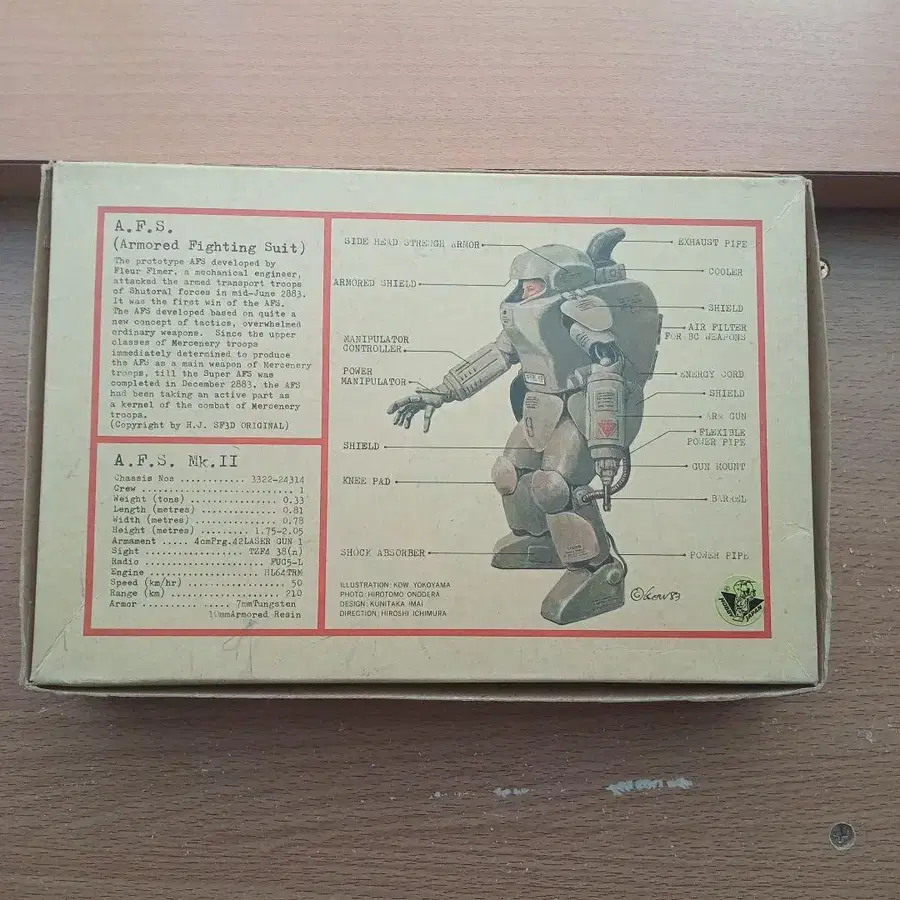 A.F.S.
(Armored Fighting Suit)
The prototype AFS developed by
Fleur Fimer, a mechanical engineer,
attacked the armed transport troops
of Shutoral forces in mid-June 2883.
It was the first win of the AFS.
The AFS developed based on quite a
new concept of tactics, overwhelmed
ordinary weapons. Since the upper
classes of Mercenery troops
immediately determined to produce
the AFS as a main weapon of Mercenery
troops, till the Super AFS was
completed in December 2883, the AFS
had been taking an active part as
a kernel of the combat of Mercenery
troops.
(Copyright by H.J. SF3D ORIGINAL)
A.F.S. Mk.II
Chassis Nos ............ 3322-24314
Crew ............................. 1
Weight (tons) ................. 0.33
Length (metres) ............... 0.81
Width (metres) ................ 0.78
Height (metres) ........ 1.75-2.05
Armament ..... 4cmPrg.42LASER GUN 1
Sight .................. TZF4 38(n)
Radio ...................... FUG5-L
Engine ................... HL64TRM
Speed (km/hr) ................... 50
Range (km) ..................... 210
Armor ................. 7mmTungsten
10mmArmored Resin
SIDE HEAD STRENGH ARMOR
ARMORED SHIELD
MANIPULATOR
CONTROLLER
POWER
MANIPULATOR
SHIELD
KNEE PAD
SHOCK ABSORBER
EXHAUST PIPE
COOLER
SHIELD
AIR FILTER
FOR BC WEAPONS
ENERGY CORD
SHIELD
ARM GUN
FLEXIBLE
POWER PIPE
GUN MOUNT
BARREL
POWER PIPE
ILLUSTRATION: KOW YOKOYAMA
PHOTO: HIROTOMO ONODERA
DESIGN: KUNITAKA IMAI
DIRECTION: HIROSHI ICHIMURA
©Kow83
JAPAN